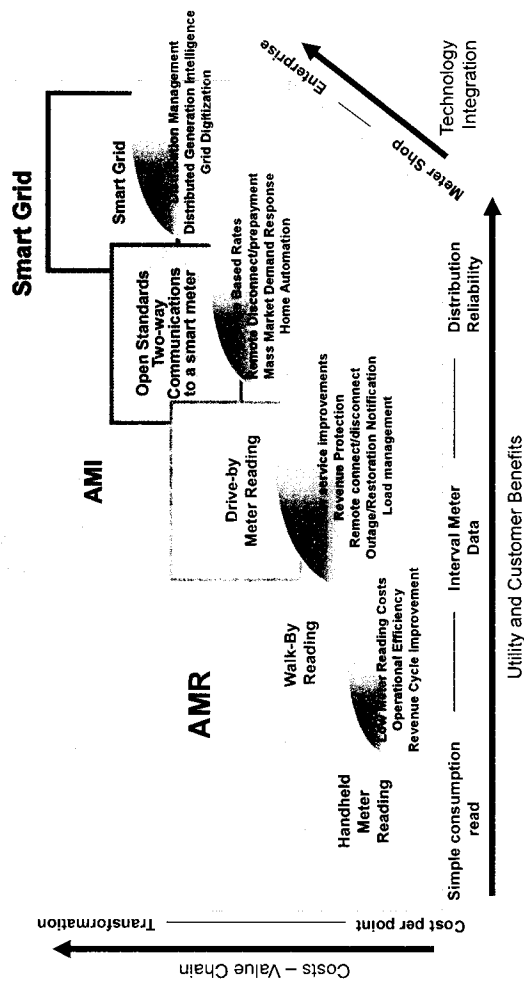 Smart Grid
AMI
AMR
Smart Grid
Distribution Management
Distributed Generation Intelligence
Grid Digitization
Open Standards
Two-way
Communications
to a smart meter
Based Rates
Remote Disconnect/prepayment
Mass Market Demand Response
Home Automation
Drive-by
Meter Reading
service improvements
Revenue Protection
Remote connect/disconnect
Outage/Restoration Notification
Load management
Walk-By
Reading
Low Meter Reading Costs
Operational Efficiency
Revenue Cycle Improvement
Handheld
Meter
Reading
Simple consumption
read
Interval Meter
Data
Distribution
Reliability
Utility and Customer Benefits
Costs – Value Chain
Cost per point
Transformation
Meter Shop
Enterprise
Technology
Integration